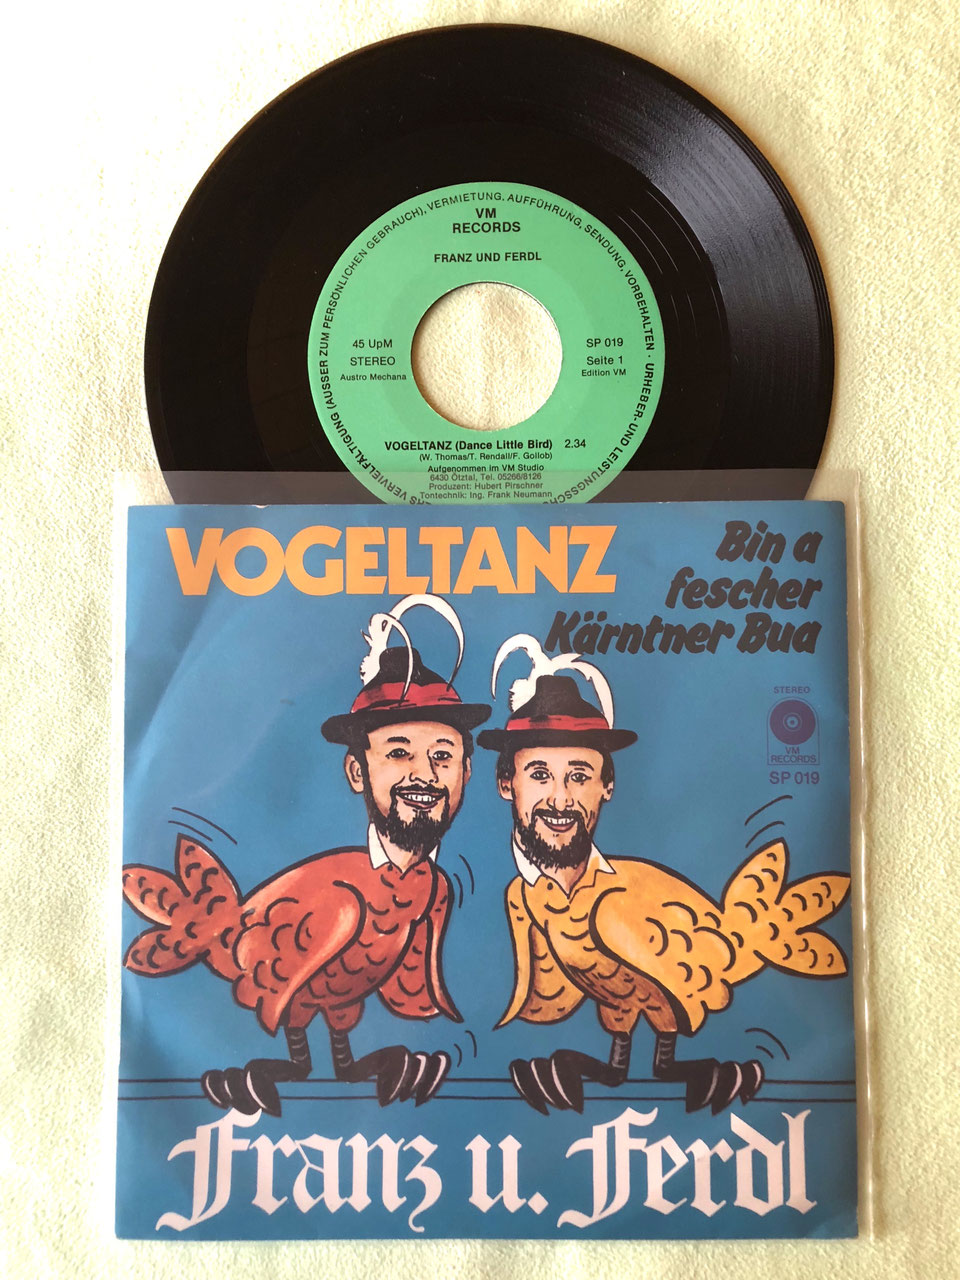 (AUSSER ZUM PERSÖNLICHEN GEBRAUCH), VERMIETUNG, AUFFÜHRUNG, SENDUNG, VORBEHALTEN · URHEBER- UND LEISTUNGSSCH
VERVIELFÄLTIGUNG
VM
RECORDS
FRANZ UND FERDL
45 UpM
STEREO
Austro Mechana
SP 019
Seite 1
Edition VM
VOGELTANZ (Dance Little Bird) 2.34
(W. Thomas/T. Rendall/F. Gollob)
Aufgenommen im VM Studio
6430 Ötztal, Tel. 05266/8126
Produzent: Hubert Pirschner
Tontechnik: Ing. Frank Neumann
VOGELTANZ
Bin a
fescher
Kärntner Bua
STEREO
VM
RECORDS
SP 019
Franz u. Ferdl